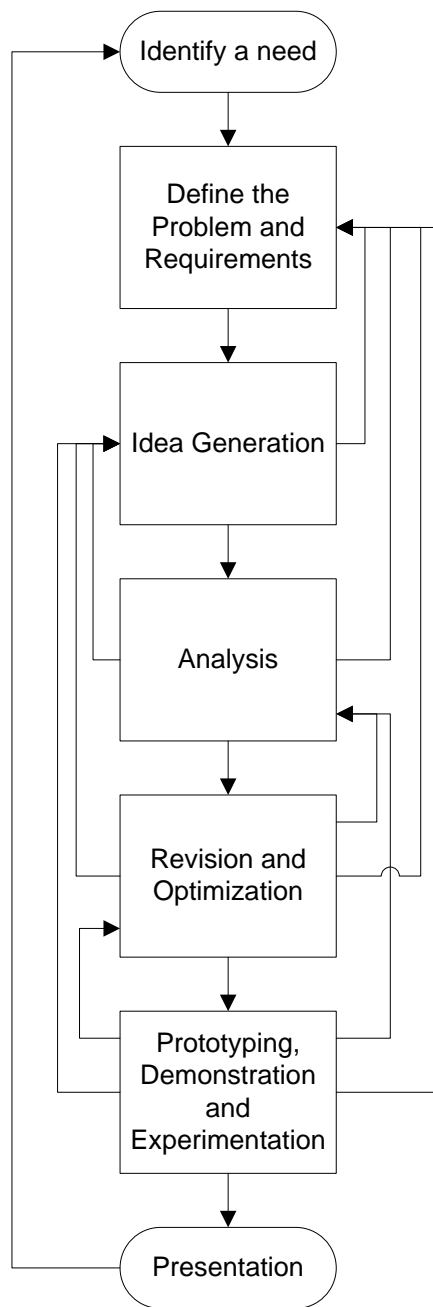 Identify a need
Define the
Problem and
Requirements
Idea Generation
Analysis
Revision and
Optimization
Prototyping,
Demonstration
and
Experimentation
Presentation